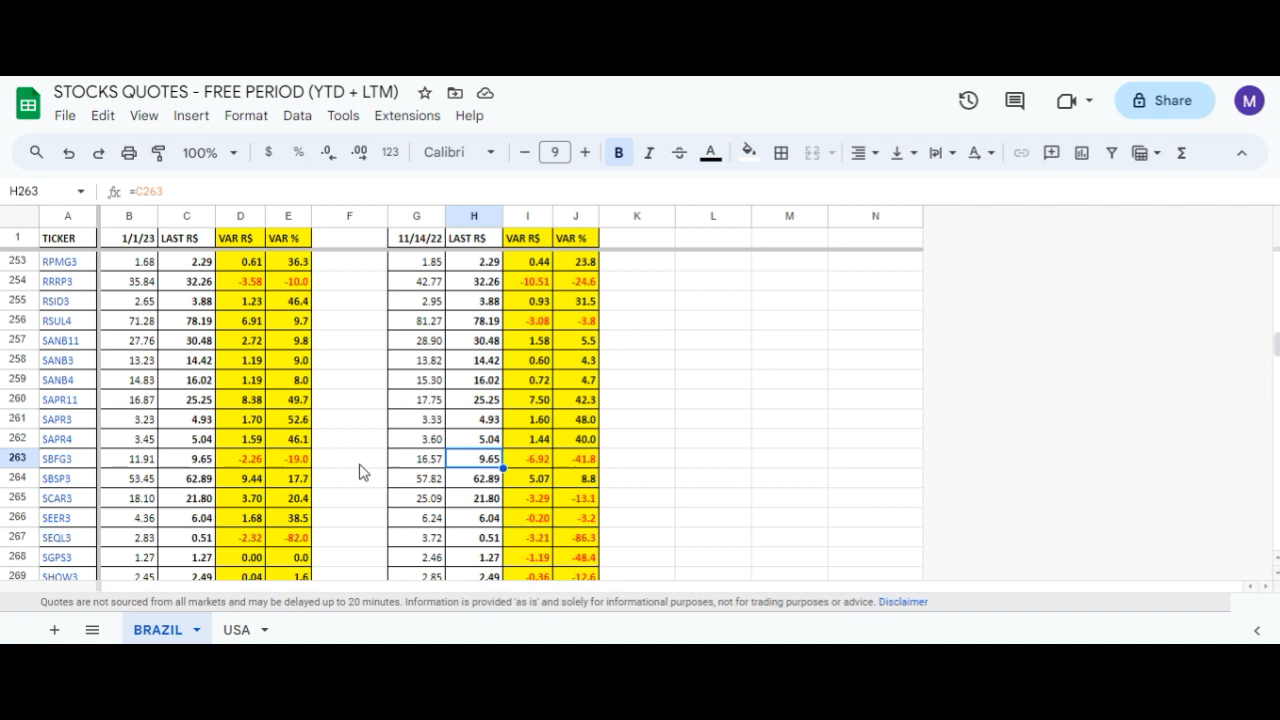 STOCKS QUOTES - FREE PERIOD (YTD + LTM)
File Edit View Insert Format Data Tools Extensions Help
Share M
100% $ % .0 .00 123 Calibri - 9 + B I A A Σ
H263 fx =C263
A B C D E F G H I J K L M N
1 TICKER 1/1/23 LAST R$ VAR R$ VAR % 11/14/22 LAST R$ VAR R$ VAR %
253 RPMG3 1.68 2.29 0.61 36.3 1.85 2.29 0.44 23.8
254 RRRP3 35.84 32.26 -3.58 -10.0 42.77 32.26 -10.51 -24.6
255 RSID3 2.65 3.88 1.23 46.4 2.95 3.88 0.93 31.5
256 RSUL4 71.28 78.19 6.91 9.7 81.27 78.19 -3.08 -3.8
257 SANB11 27.76 30.48 2.72 9.8 28.90 30.48 1.58 5.5
258 SANB3 13.23 14.42 1.19 9.0 13.82 14.42 0.60 4.3
259 SANB4 14.83 16.02 1.19 8.0 15.30 16.02 0.72 4.7
260 SAPR11 16.87 25.25 8.38 49.7 17.75 25.25 7.50 42.3
261 SAPR3 3.23 4.93 1.70 52.6 3.33 4.93 1.60 48.0
262 SAPR4 3.45 5.04 1.59 46.1 3.60 5.04 1.44 40.0
263 SBFG3 11.91 9.65 -2.26 -19.0 16.57 9.65 -6.92 -41.8
264 SBSP3 53.45 62.89 9.44 17.7 57.82 62.89 5.07 8.8
265 SCAR3 18.10 21.80 3.70 20.4 25.09 21.80 -3.29 -13.1
266 SEER3 4.36 6.04 1.68 38.5 6.24 6.04 -0.20 -3.2
267 SEQL3 2.83 0.51 -2.32 -82.0 3.72 0.51 -3.21 -86.3
268 SGPS3 1.27 1.27 0.00 0.0 2.46 1.27 -1.19 -48.4
269 SHOW3 2.45 2.49 0.04 1.6 2.85 2.49 -0.36 -12.6
Quotes are not sourced from all markets and may be delayed up to 20 minutes. Information is provided 'as is' and solely for informational purposes, not for trading purposes or advice. Disclaimer
+ BRAZIL USA